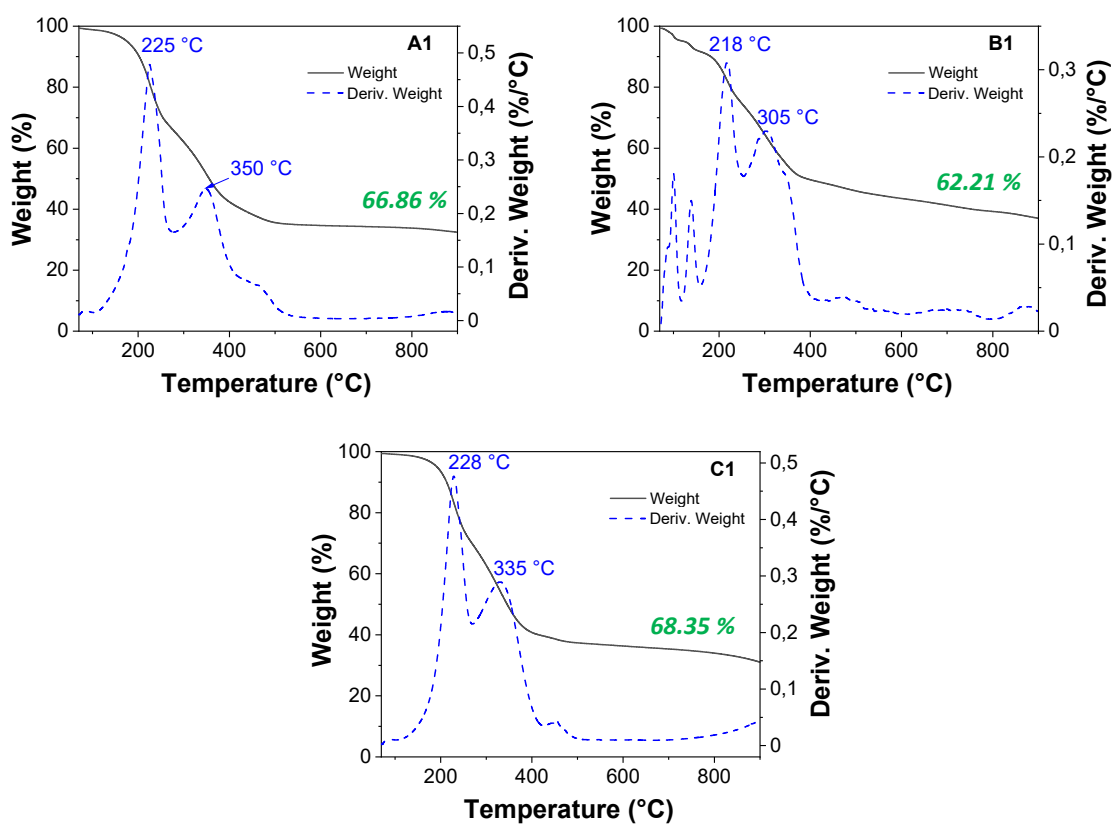 A1
225 °C
350 °C
Weight
Deriv. Weight
66.86 %
100
80
60
40
20
0
200
400
600
800
0,5
0,4
0,3
0,2
0,1
0
Weight (%)
Deriv. Weight (%/°C)
Temperature (°C)
B1
218 °C
305 °C
Weight
Deriv. Weight
62.21 %
100
80
60
40
20
0
200
400
600
800
0,3
0,2
0,1
0
Weight (%)
Deriv. Weight (%/°C)
Temperature (°C)
C1
228 °C
335 °C
Weight
Deriv. Weight
68.35 %
100
80
60
40
20
0
200
400
600
800
0,5
0,4
0,3
0,2
0,1
0
Weight (%)
Deriv. Weight (%/°C)
Temperature (°C)